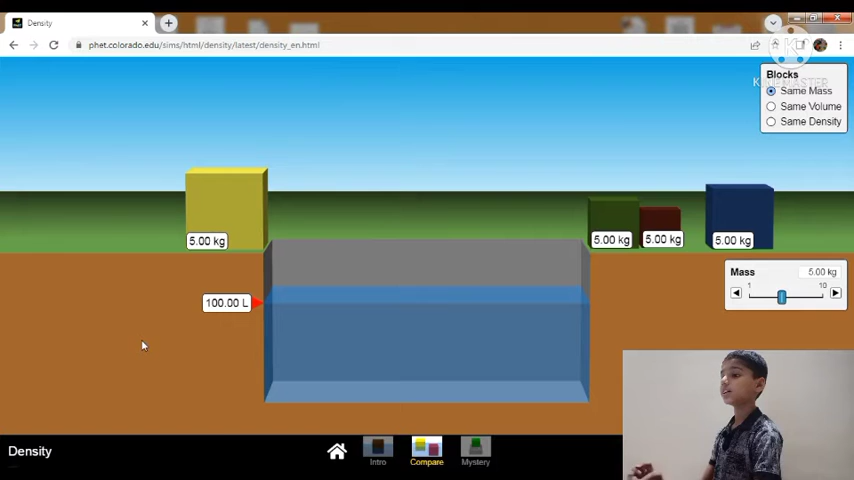 Density
phet.colorado.edu/sims/html/density/latest/density_en.html
KINEMASTER
Blocks
Same Mass
Same Volume
Same Density
5.00 kg
5.00 kg
5.00 kg
5.00 kg
Mass
5.00 kg
1
10
100.00 L
Density
Intro
Compare
Mystery